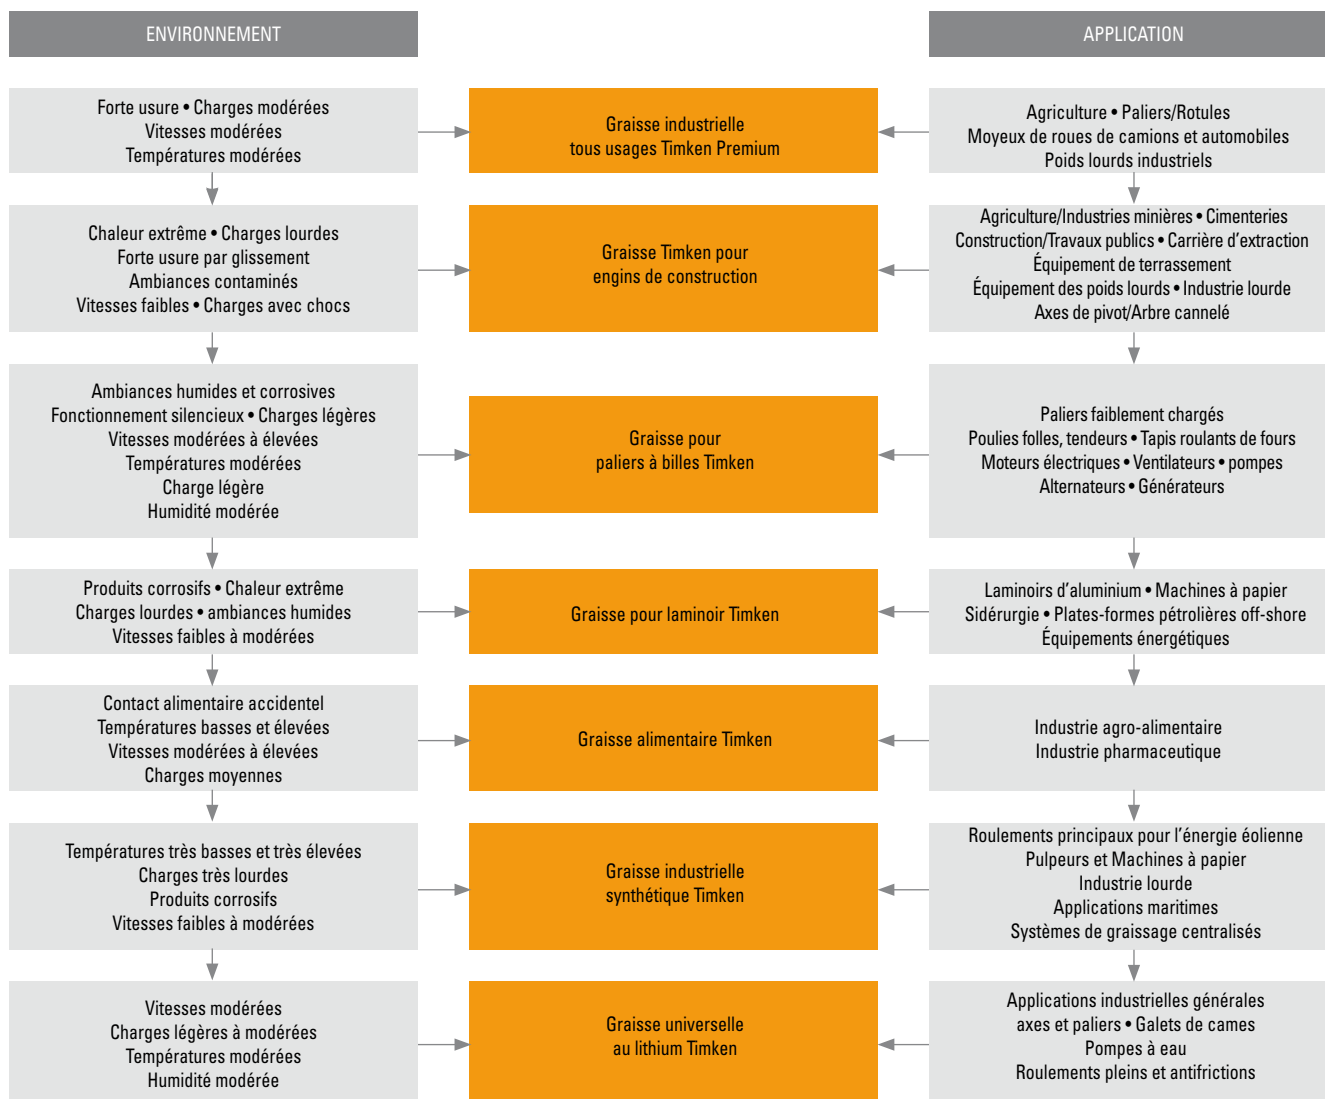 ENVIRONNEMENT
APPLICATION
Forte usure • Charges modérées
Vitesses modérées
Températures modérées
Graisse industrielle
tous usages Timken Premium
Agriculture • Paliers/Rotules
Moyeux de roues de camions et automobiles
Poids lourds industriels
Chaleur extrême • Charges lourdes
Forte usure par glissement
Ambiances contaminés
Vitesses faibles • Charges avec chocs
Graisse Timken pour
engins de construction
Agriculture/Industries minières • Cimenteries
Construction/Travaux publics • Carrière d’extraction
Équipement de terrassement
Équipement des poids lourds • Industrie lourde
Axes de pivot/Arbre cannelé
Ambiances humides et corrosives
Fonctionnement silencieux • Charges légères
Vitesses modérées à élevées
Températures modérées
Charge légère
Humidité modérée
Graisse pour
paliers à billes Timken
Paliers faiblement chargés
Poulies folles, tendeurs • Tapis roulants de fours
Moteurs électriques • Ventilateurs • pompes
Alternateurs • Générateurs
Produits corrosifs • Chaleur extrême
Charges lourdes • ambiances humides
Vitesses faibles à modérées
Graisse pour laminoir Timken
Laminoirs d’aluminium • Machines à papier
Sidérurgie • Plates-formes pétrolières off-shore
Équipements énergétiques
Contact alimentaire accidentel
Températures basses et élevées
Vitesses modérées à élevées
Charges moyennes
Graisse alimentaire Timken
Industrie agro-alimentaire
Industrie pharmaceutique
Températures très basses et très élevées
Charges très lourdes
Produits corrosifs
Vitesses faibles à modérées
Graisse industrielle
synthétique Timken
Roulements principaux pour l’énergie éolienne
Pulpeurs et Machines à papier
Industrie lourde
Applications maritimes
Systèmes de graissage centralisés
Vitesses modérées
Charges légères à modérées
Températures modérées
Humidité modérée
Graisse universelle
au lithium Timken
Applications industrielles générales
axes et paliers • Galets de cames
Pompes à eau
Roulements pleins et antifrictions